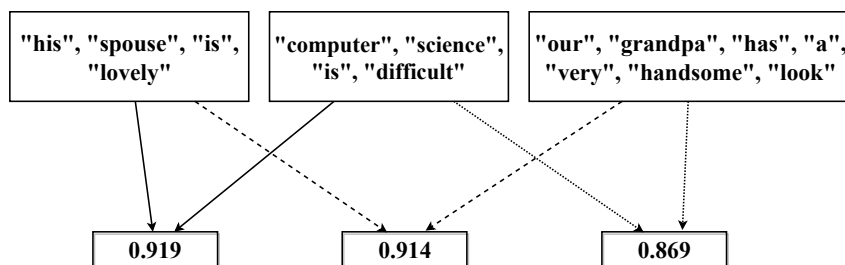 "his", "spouse", "is",
"lovely"
"computer", "science",
"is", "difficult"
"our", "grandpa", "has", "a",
"very", "handsome", "look"
0.919
0.914
0.869